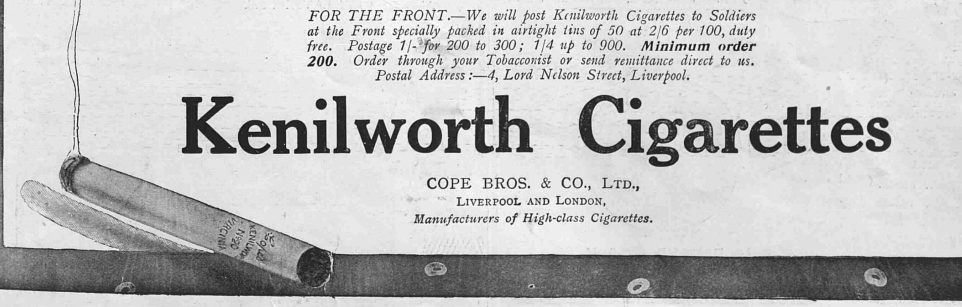 FOR THE FRONT.—We will post Kenilworth Cigarettes to Soldiers
at the Front specially packed in airtight tins of 50 at 2/6 per 100, duty
free. Postage 1/- for 200 to 300; 1/4 up to 900. Minimum order
200. Order through your Tobacconist or send remittance direct to us.
Postal Address:—4, Lord Nelson Street, Liverpool.
Kenilworth Cigarettes
COPE BROS. & CO., LTD.,
LIVERPOOL AND LONDON,
Manufacturers of High-class Cigarettes.
KENILWORTH
VIRGINIA